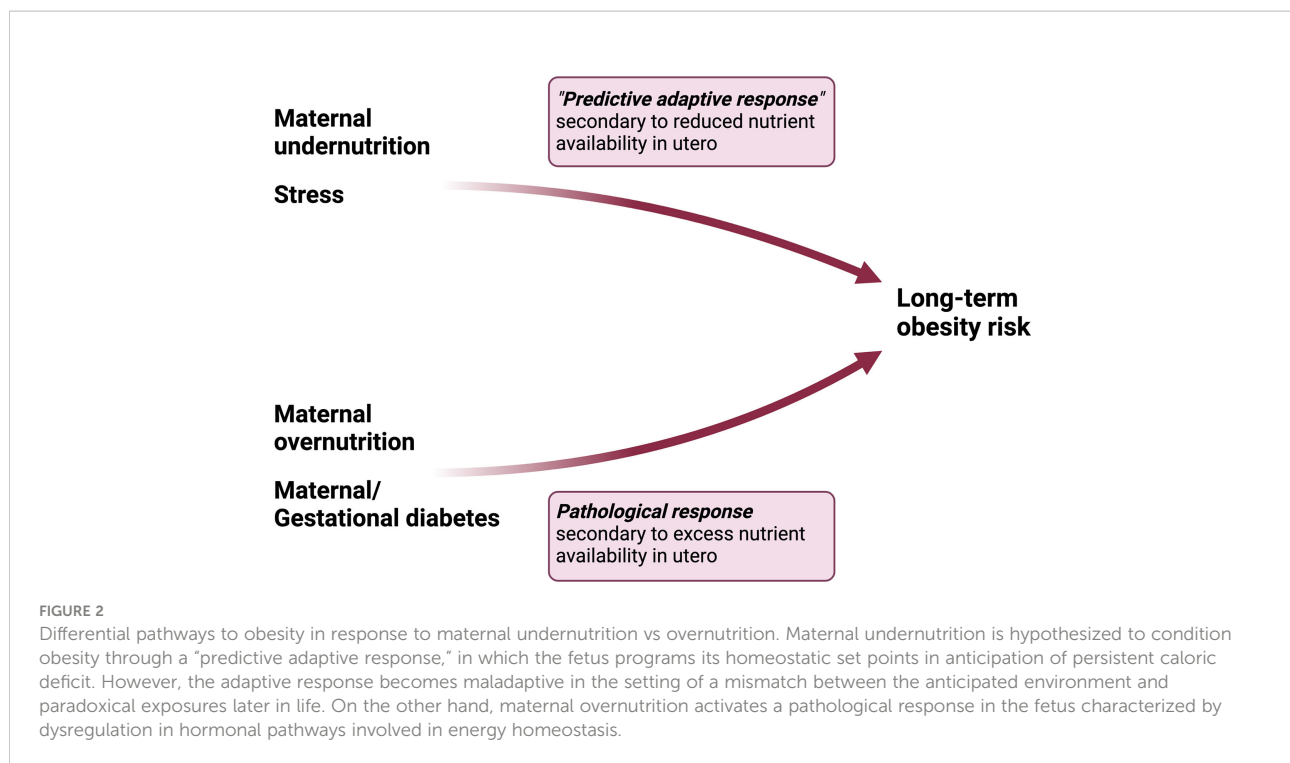 Maternal
undernutrition
Stress
"Predictive adaptive response"
secondary to reduced nutrient
availability in utero
Long-term
obesity risk
Maternal
overnutrition
Maternal/
Gestational diabetes
Pathological response
secondary to excess nutrient
availability in utero
FIGURE 2
Differential pathways to obesity in response to maternal undernutrition vs overnutrition. Maternal undernutrition is hypothesized to condition
obesity through a “predictive adaptive response,” in which the fetus programs its homeostatic set points in anticipation of persistent caloric
deficit. However, the adaptive response becomes maladaptive in the setting of a mismatch between the anticipated environment and
paradoxical exposures later in life. On the other hand, maternal overnutrition activates a pathological response in the fetus characterized by
dysregulation in hormonal pathways involved in energy homeostasis.